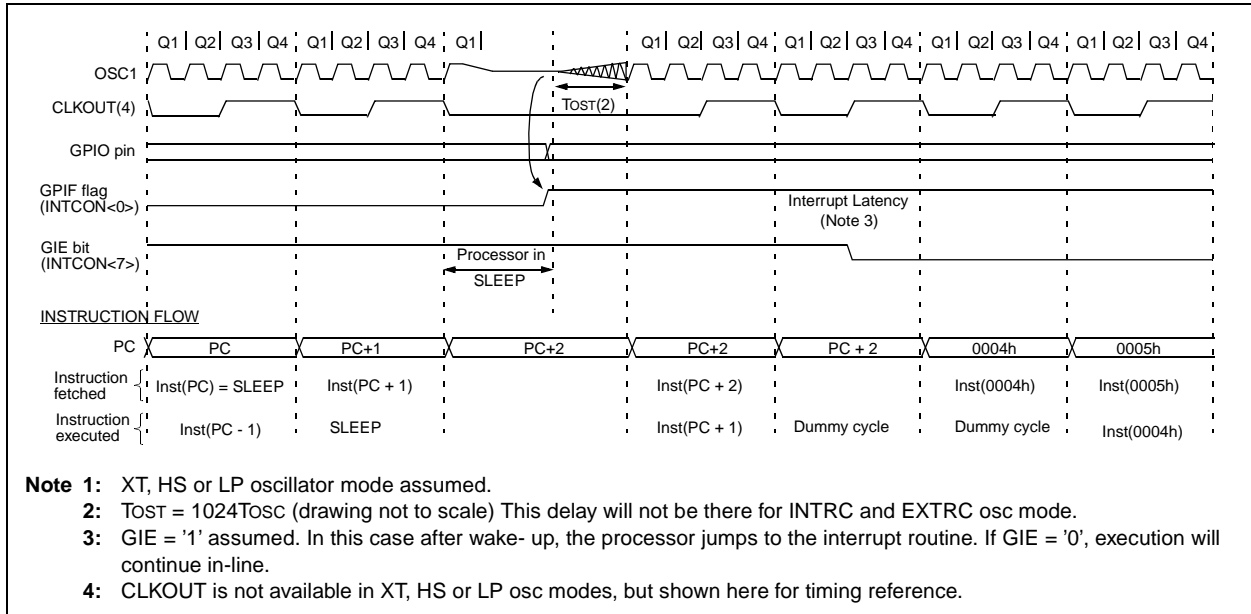 Q1 Q2 Q3 Q4 Q1 Q2 Q3 Q4 Q1 Q1 Q2 Q3 Q4 Q1 Q2 Q3 Q4 Q1 Q2 Q3 Q4 Q1 Q2 Q3 Q4
OSC1
TOST(2)
CLKOUT(4)
GPIO pin
GPIF flag
(INTCON<0>)
Interrupt Latency
(Note 3)
GIE bit
(INTCON<7>)
Processor in
SLEEP
INSTRUCTION FLOW
PC PC PC+1 PC+2 PC+2 PC + 2 0004h 0005h
Instruction
fetched
Inst(PC) = SLEEP Inst(PC + 1) Inst(PC + 2) Inst(0004h) Inst(0005h)
Instruction
executed
Inst(PC - 1) SLEEP Inst(PC + 1) Dummy cycle Dummy cycle Inst(0004h)
Note 1: XT, HS or LP oscillator mode assumed.
2: TOST = 1024TOSC (drawing not to scale) This delay will not be there for INTRC and EXTRC osc mode.
3: GIE = '1' assumed. In this case after wake- up, the processor jumps to the interrupt routine. If GIE = '0', execution will
continue in-line.
4: CLKOUT is not available in XT, HS or LP osc modes, but shown here for timing reference.